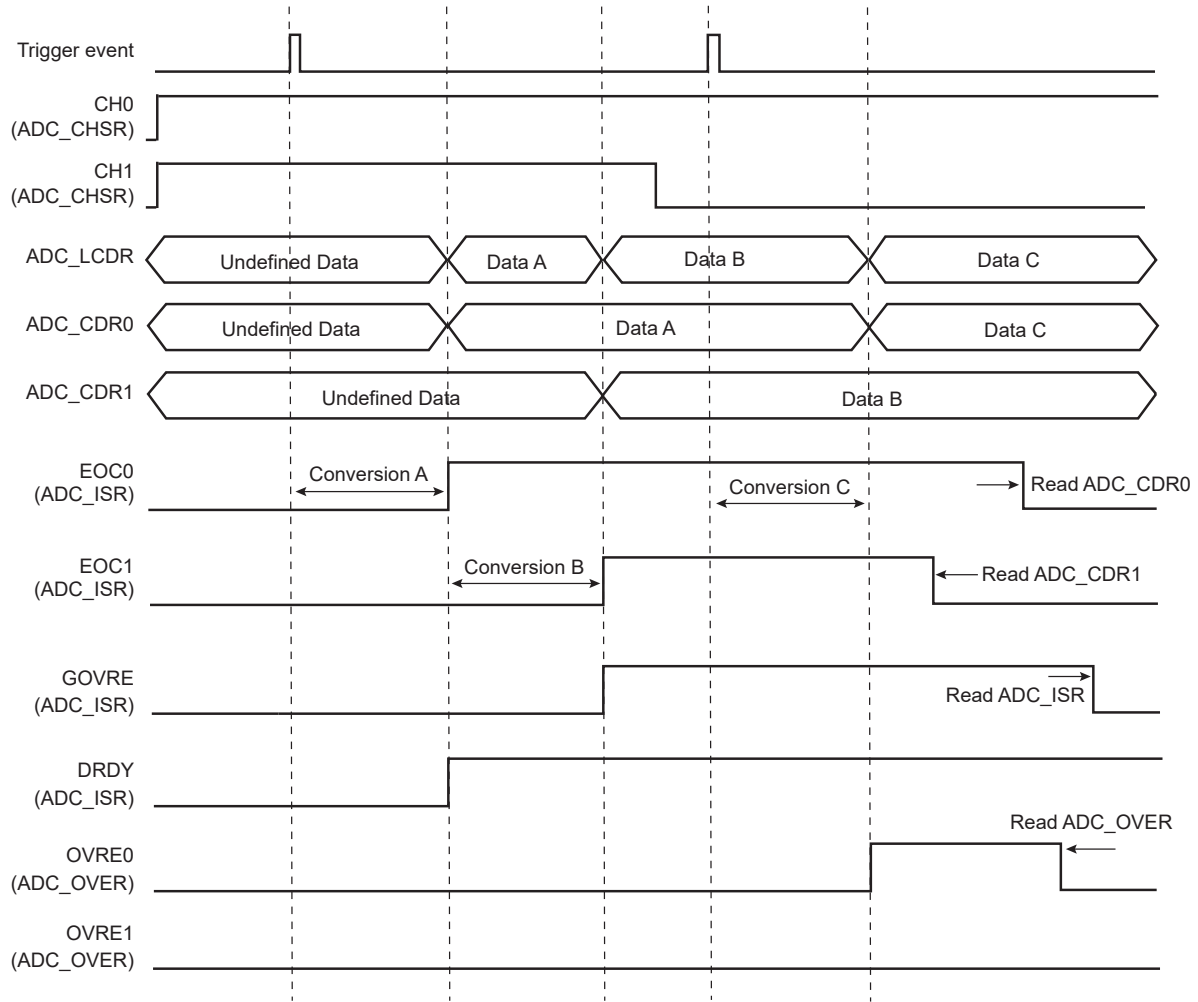 Trigger event
CH0
(ADC_CHSR)
CH1
(ADC_CHSR)
ADC_LCDR
Undefined Data
Data A
Data B
Data C
ADC_CDR0
Undefined Data
Data A
Data C
ADC_CDR1
Undefined Data
Data B
EOC0
(ADC_ISR)
Conversion A
Conversion C
Read ADC_CDR0
EOC1
(ADC_ISR)
Conversion B
Read ADC_CDR1
GOVRE
(ADC_ISR)
Read ADC_ISR
DRDY
(ADC_ISR)
Read ADC_OVER
OVRE0
(ADC_OVER)
OVRE1
(ADC_OVER)